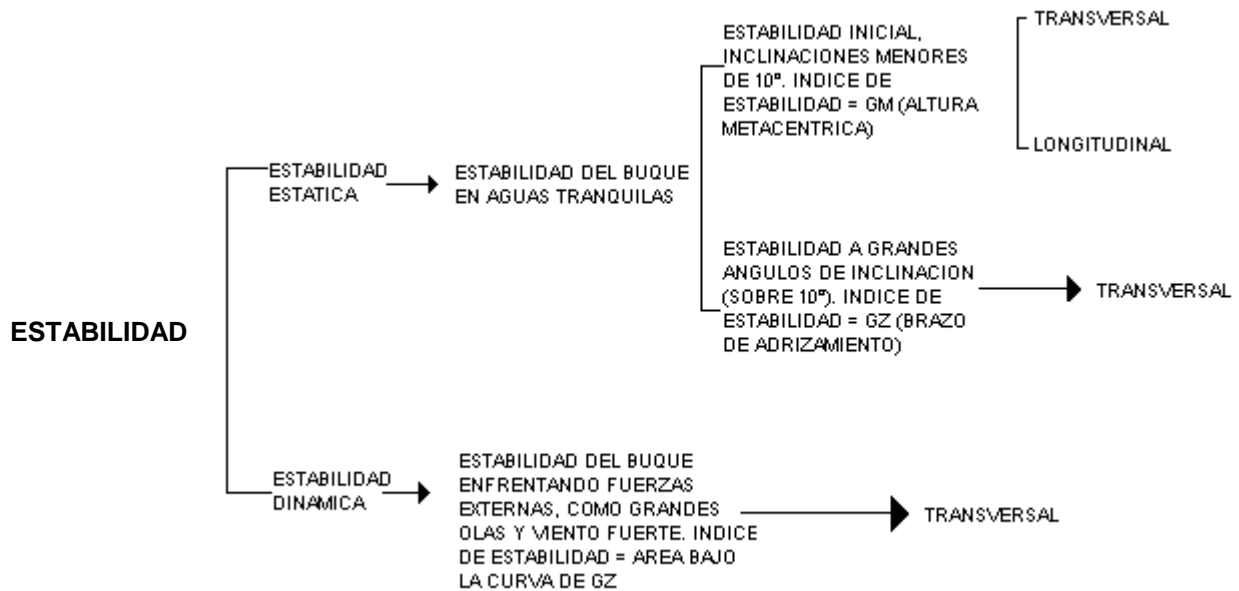 ESTABILIDAD
ESTABILIDAD
ESTATICA
ESTABILIDAD DEL BUQUE
EN AGUAS TRANQUILAS
ESTABILIDAD INICIAL,
INCLINACIONES MENORES
DE 10º. INDICE DE
ESTABILIDAD = GM (ALTURA
METACENTRICA)
TRANSVERSAL
LONGITUDINAL
ESTABILIDAD A GRANDES
ANGULOS DE INCLINACION
(SOBRE 10º). INDICE DE
ESTABILIDAD = GZ (BRAZO
DE ADRIZAMIENTO)
TRANSVERSAL
ESTABILIDAD
DINAMICA
ESTABILIDAD DEL BUQUE
ENFRENTANDO FUERZAS
EXTERNAS, COMO GRANDES
OLAS Y VIENTO FUERTE. INDICE
DE ESTABILIDAD = AREA BAJO
LA CURVA DE GZ
TRANSVERSAL